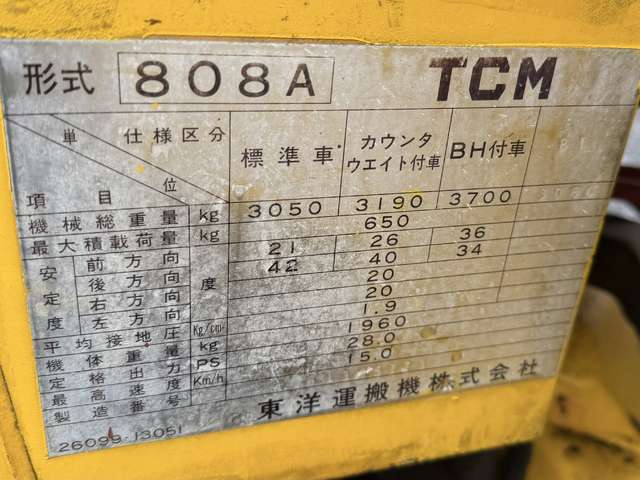 形式 808A TCM
単 仕様区分 標準車 カウンタ
ウエイト付車 BH付車
項目 位
機械総重量 kg 3050 3190 3700
最大積載荷量 kg 650
安定度 前方向 度 21 26 36
後方向 42 40 34
右方向 20
左方向 20
平均接地圧 Kg/cm² 1.9
機体重量 kg 1960
定格出力 PS 28.0
最高速度 Km/h 15.0
製造番号
26099-13051 東洋運搬機株式会社